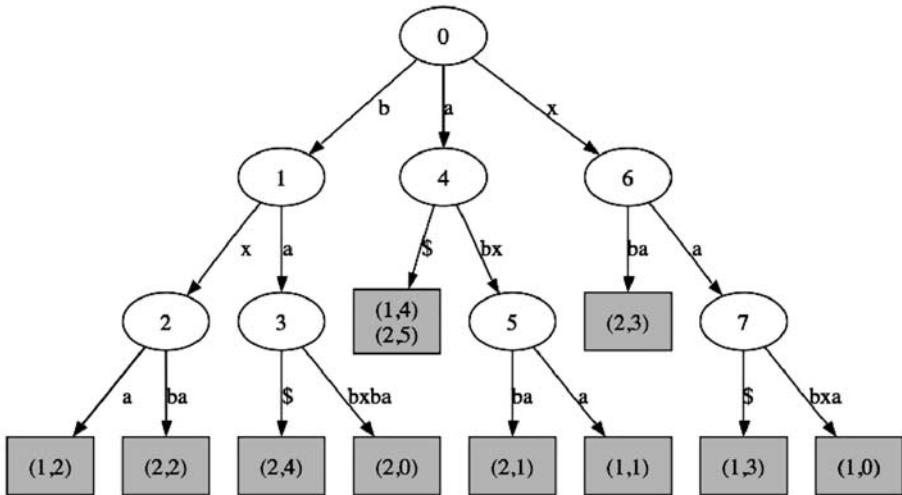 0
b
a
x
1
4
6
x
a
$
bx
ba
a
2
3
(1,4)
(2,5)
5
(2,3)
7
a
ba
$
bxba
ba
a
$
bxa
(1,2)
(2,2)
(2,4)
(2,0)
(2,1)
(1,1)
(1,3)
(1,0)